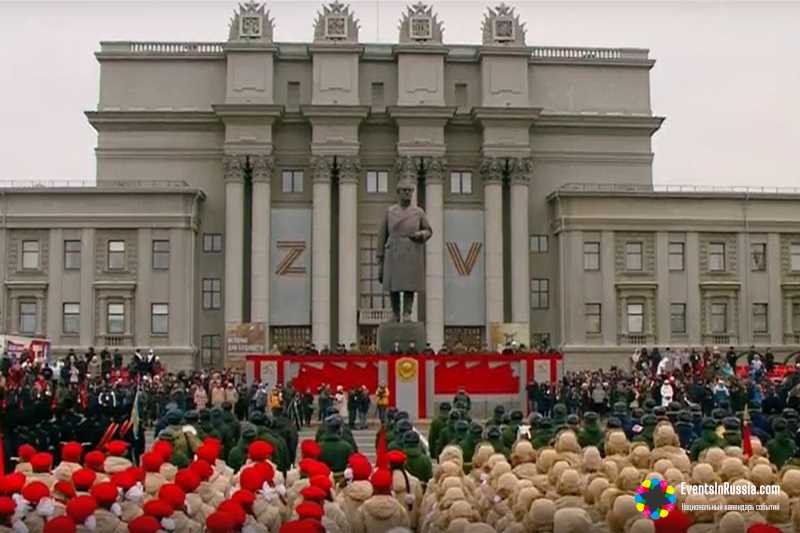 Z
V
EventsInRussia.com
Национальный календарь событий